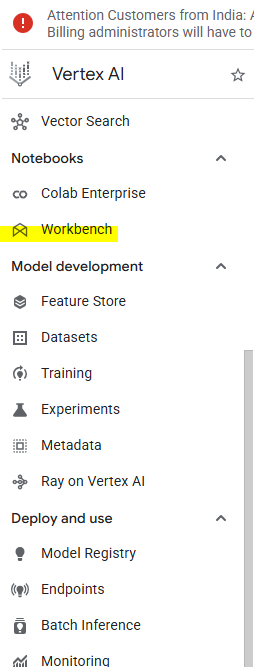 Attention Customers from India: A
Billing administrators will have to
Vertex AI
Vector Search
Notebooks
Colab Enterprise
Workbench
Model development
Feature Store
Datasets
Training
Experiments
Metadata
Ray on Vertex AI
Deploy and use
Model Registry
Endpoints
Batch Inference
Monitoring